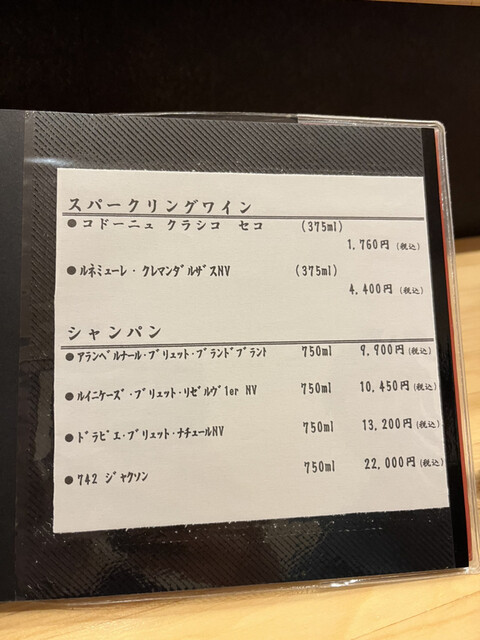 スパークリングワイン
● コドーニュ クラシコ セコ (375ml)
1,760円(税込)
● ルネミューレ・クレマンダルザスNV (375ml)
4,400円(税込)
シャンパン
● アランベルナール・ブリュット・ブランドブラント 750ml 9,900円(税込)
● ルイニケーズ・ブリュット・リゼルヴ1er NV 750ml 10,450円(税込)
● ドラピエ・ブリュット・ナチュールNV 750ml 13,200円(税込)
● 742 ジャクソン 750ml 22,000円(税込)